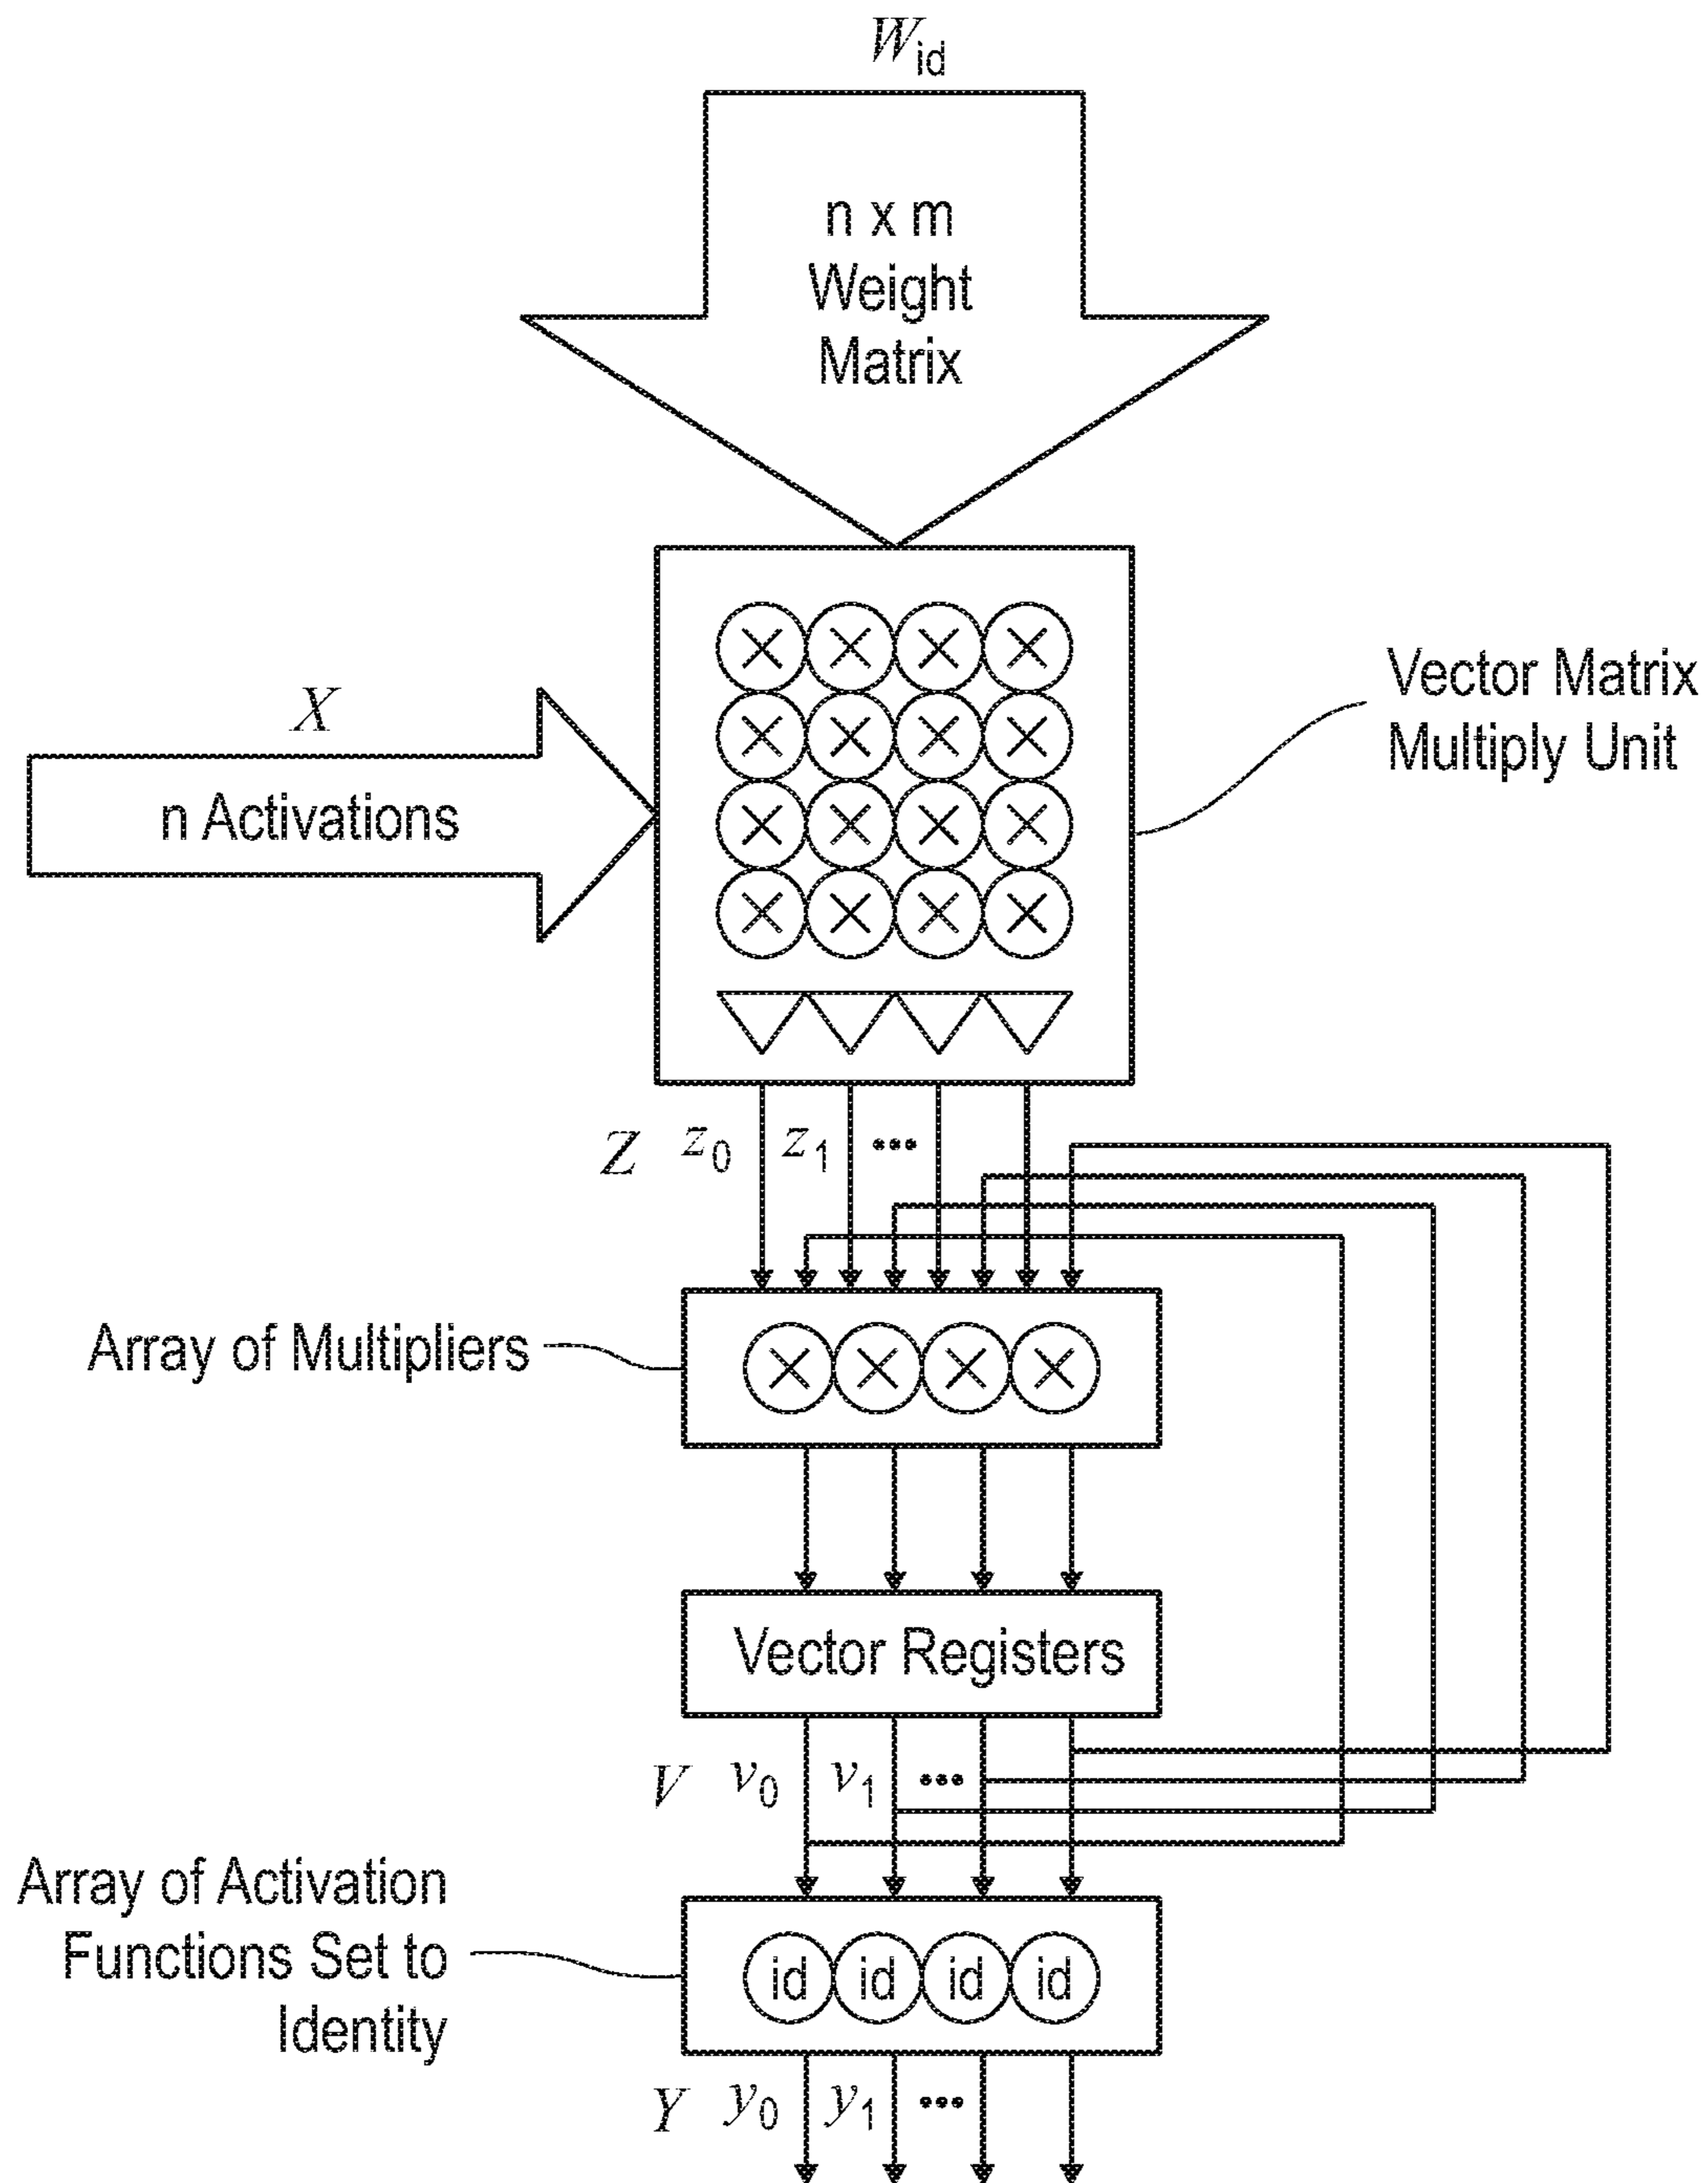 W_id
n x m
Weight
Matrix
X
n Activations
Vector Matrix
Multiply Unit
Z z_0 z_1 •••
Array of Multipliers
Vector Registers
V v_0 v_1 •••
Array of Activation
Functions Set to
Identity
id id id id
Y y_0 y_1 •••